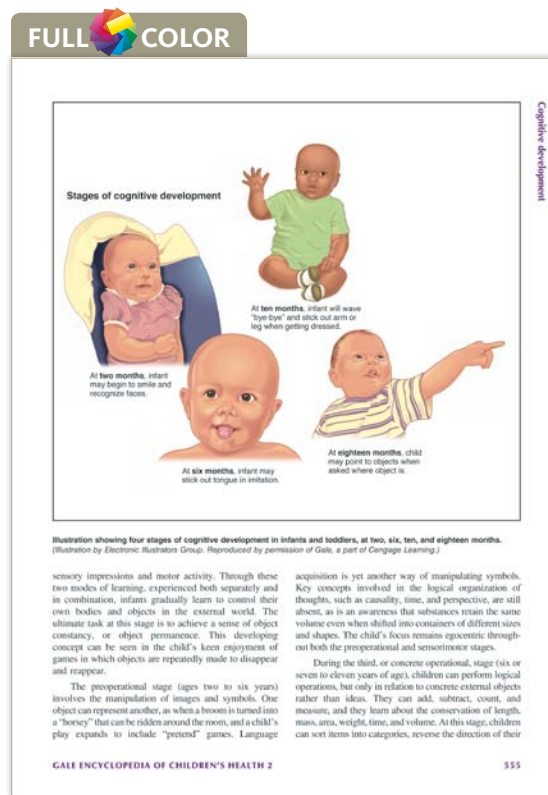 FULL COLOR
Cognitive development
Stages of cognitive development
At ten months, infant will wave
"bye-bye" and stick out arm or
leg when getting dressed.
At two months, infant
may begin to smile and
recognize faces.
At eighteen months, child
may point to objects when
asked where object is.
At six months, infant may
stick out tongue in imitation.
Illustration showing four stages of cognitive development in infants and toddlers, at two, six, ten, and eighteen months.
(Illustration by Electronic Illustrators Group. Reproduced by permission of Gale, a part of Cengage Learning.)
sensory impressions and motor activity. Through these
two modes of learning, experienced both separately and
in combination, infants gradually learn to control their
own bodies and objects in the external world. The
ultimate task at this stage is to achieve a sense of object
constancy, or object permanence. This developing
concept can be seen in the child's keen enjoyment of
games in which objects are repeatedly made to disappear
and reappear.
The preoperational stage (ages two to six years)
involves the manipulation of images and symbols. One
object can represent another, as when a broom is turned into
a "horsey" that can be ridden around the room, and a child's
play expands to include "pretend" games. Language
acquisition is yet another way of manipulating symbols.
Key concepts involved in the logical organization of
thoughts, such as causality, time, and perspective, are still
absent, as is an awareness that substances retain the same
volume even when shifted into containers of different sizes
and shapes. The child's focus remains egocentric through-
out both the preoperational and sensorimotor stages.
During the third, or concrete operational, stage (six or
seven to eleven years of age), children can perform logical
operations, but only in relation to concrete external objects
rather than ideas. They can add, subtract, count, and
measure, and they learn about the conservation of length,
mass, area, weight, time, and volume. At this stage, children
can sort items into categories, reverse the direction of their
GALE ENCYCLOPEDIA OF CHILDREN'S HEALTH 2
555